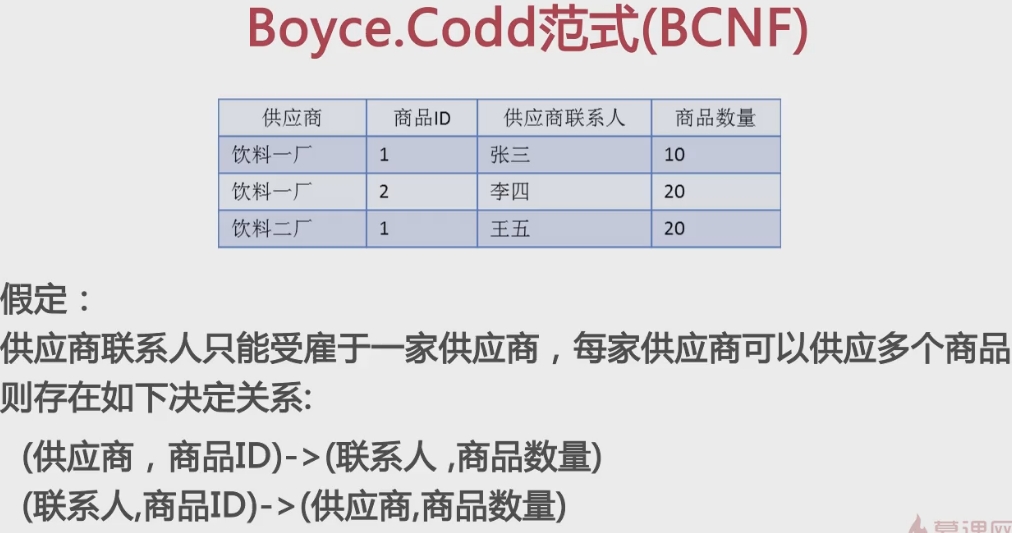 Boyce.Codd范式(BCNF)
供应商 商品ID 供应商联系人 商品数量
饮料一厂 1 张三 10
饮料一厂 2 李四 20
饮料二厂 1 王五 20
假定：
供应商联系人只能受雇于一家供应商，每家供应商可以供应多个商品
则存在如下决定关系:
(供应商，商品ID)->(联系人 ,商品数量)
(联系人,商品ID)->(供应商,商品数量)
慕课网